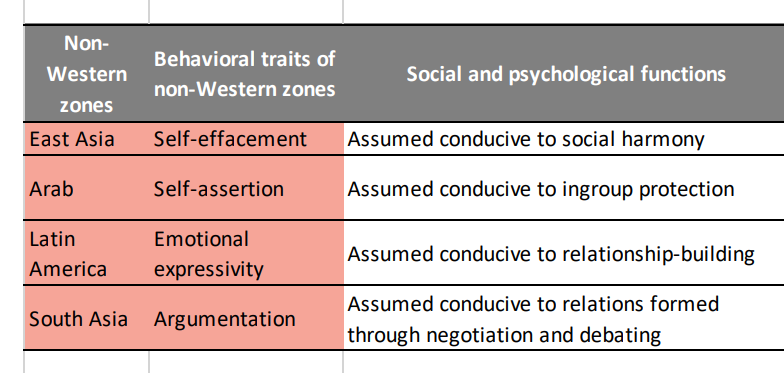 Non-
Western
zones
Behavioral traits of
non-Western zones
Social and psychological functions
East Asia
Self-effacement
Assumed conducive to social harmony
Arab
Self-assertion
Assumed conducive to ingroup protection
Latin
America
Emotional
expressivity
Assumed conducive to relationship-building
South Asia
Argumentation
Assumed conducive to relations formed
through negotiation and debating